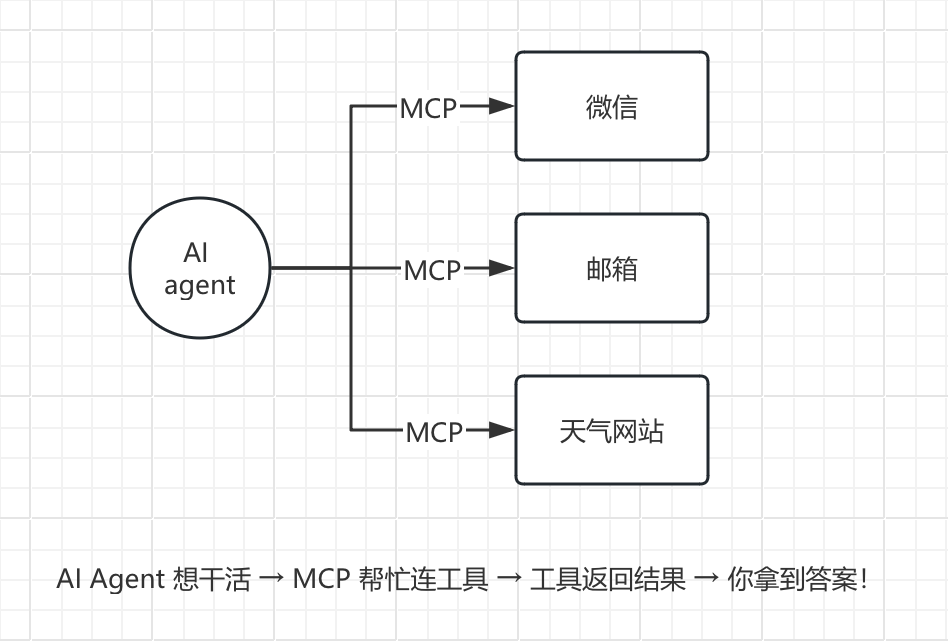 MCP
微信
AI
agent
MCP
邮箱
MCP
天气网站
AI Agent 想干活 → MCP 帮忙连工具 → 工具返回结果 → 你拿到答案！